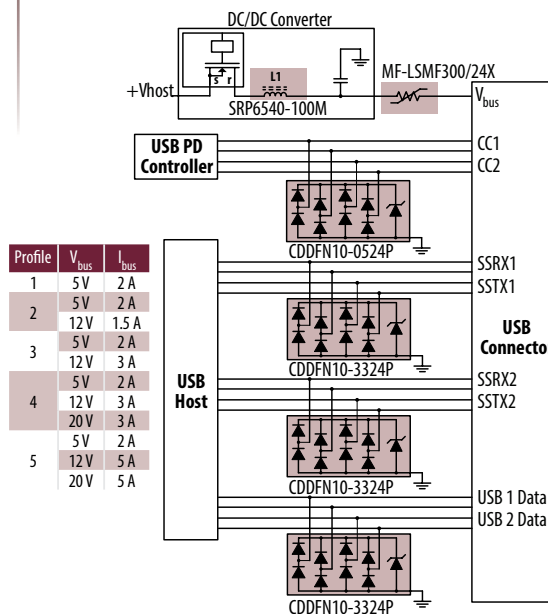 DC/DC Converter
s r
L1
+Vhost
SRP6540-100M
MF-LSMF300/24X
Vbus
USB PD
Controller
CC1
CC2
CDDFN10-0524P
Profile Vbus Ibus
1 5 V 2 A
2 5 V 2 A
12 V 1.5 A
3 5 V 2 A
12 V 3 A
4 5 V 2 A
12 V 3 A
20 V 3 A
5 5 V 2 A
12 V 5 A
20 V 5 A
USB
Host
SSRX1
SSTX1
CDDFN10-3324P
USB
Connecto
SSRX2
SSTX2
CDDFN10-3324P
USB 1 Data
USB 2 Data
CDDFN10-3324P